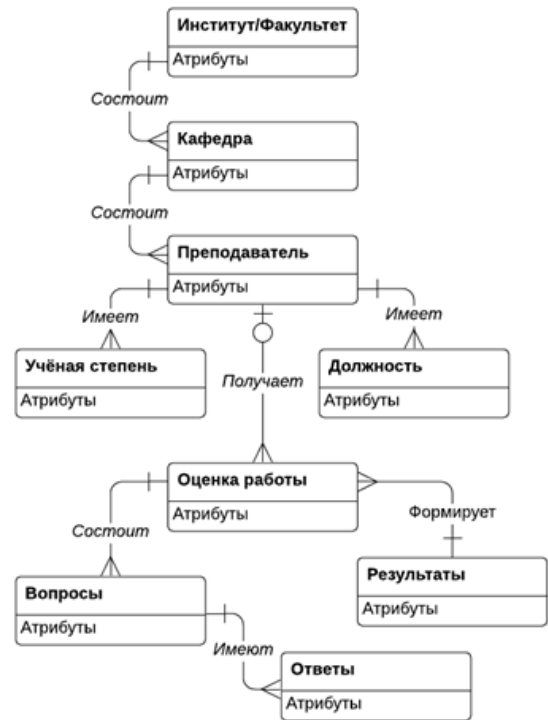 Институт/Факультет
Атрибуты
Состоит
Кафедра
Атрибуты
Состоит
Преподаватель
Атрибуты
Имеет
Имеет
Учёная степень
Атрибуты
Получает
Должность
Атрибуты
Оценка работы
Атрибуты
Состоит
Формирует
Вопросы
Атрибуты
Результаты
Атрибуты
Имеют
Ответы
Атрибуты